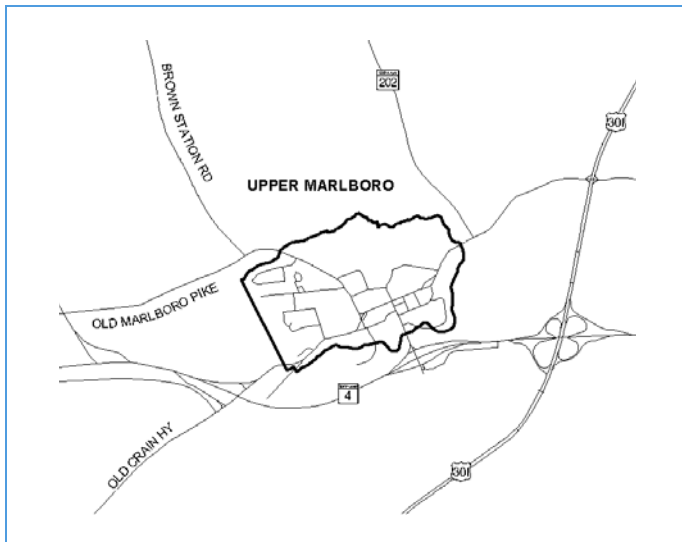 BROWN STATION RD
202
301
UPPER MARLBORO
OLD MARLBORO PIKE
4
OLD CRAIN HY
301